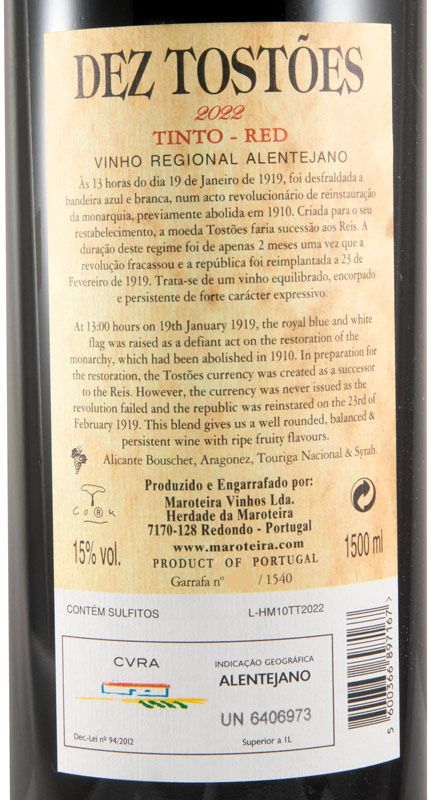 DEZ TOSTÕES
2022
TINTO - RED
VINHO REGIONAL ALENTEJANO
Às 13 horas do dia 19 de Janeiro de 1919, foi desfraldada a
bandeira azul e branca, num acto revolucionário de reinstauração
da monarquia, previamente abolida em 1910. Criada para o seu
restabelecimento, a moeda Tostões faria sucessão aos Reis. A
duração deste regime foi de apenas 2 meses uma vez que a
revolução fracassou e a república foi reimplantada a 23 de
Fevereiro de 1919. Trata-se de um vinho equilibrado, encorpado
e persistente de forte carácter expressivo.
At 13:00 hours on 19th January 1919, the royal blue and white
flag was raised as a defiant act on the restoration of the
monarchy, which had been abolished in 1910. In preparation for
the restoration, the Tostões currency was created as a successor
to the Reis. However, the currency was never issued as the
revolution failed and the republic was reinstated on the 23rd of
February 1919. This blend gives us a well rounded, balanced &
persistent wine with ripe fruity flavours.
Alicante Bouschet, Aragonez, Touriga Nacional & Syrah.
Produzido e Engarrafado por:
Maroteira Vinhos Lda.
Herdade da Maroteira
7170-128 Redondo - Portugal
www.maroteira.com
PRODUCT OF PORTUGAL
Garrafa nº / 1540
CORK
15% vol.
1500 ml
CONTÉM SULFITOS
L-HM10TT2022
CVRA
INDICAÇÃO GEOGRÁFICA
ALENTEJANO
UN 6406973
Dec.-Lei nº 94/2012
Superior a 1L
5 600366 897167 >